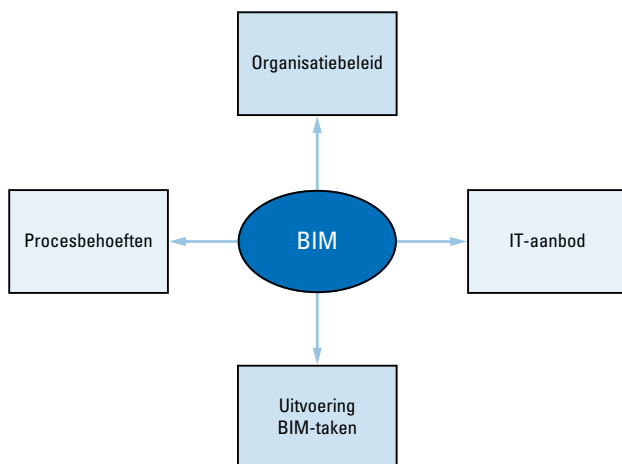 Organisatiebeleid
Procesbehoeften
BIM
IT-aanbod
Uitvoering
BIM-taken